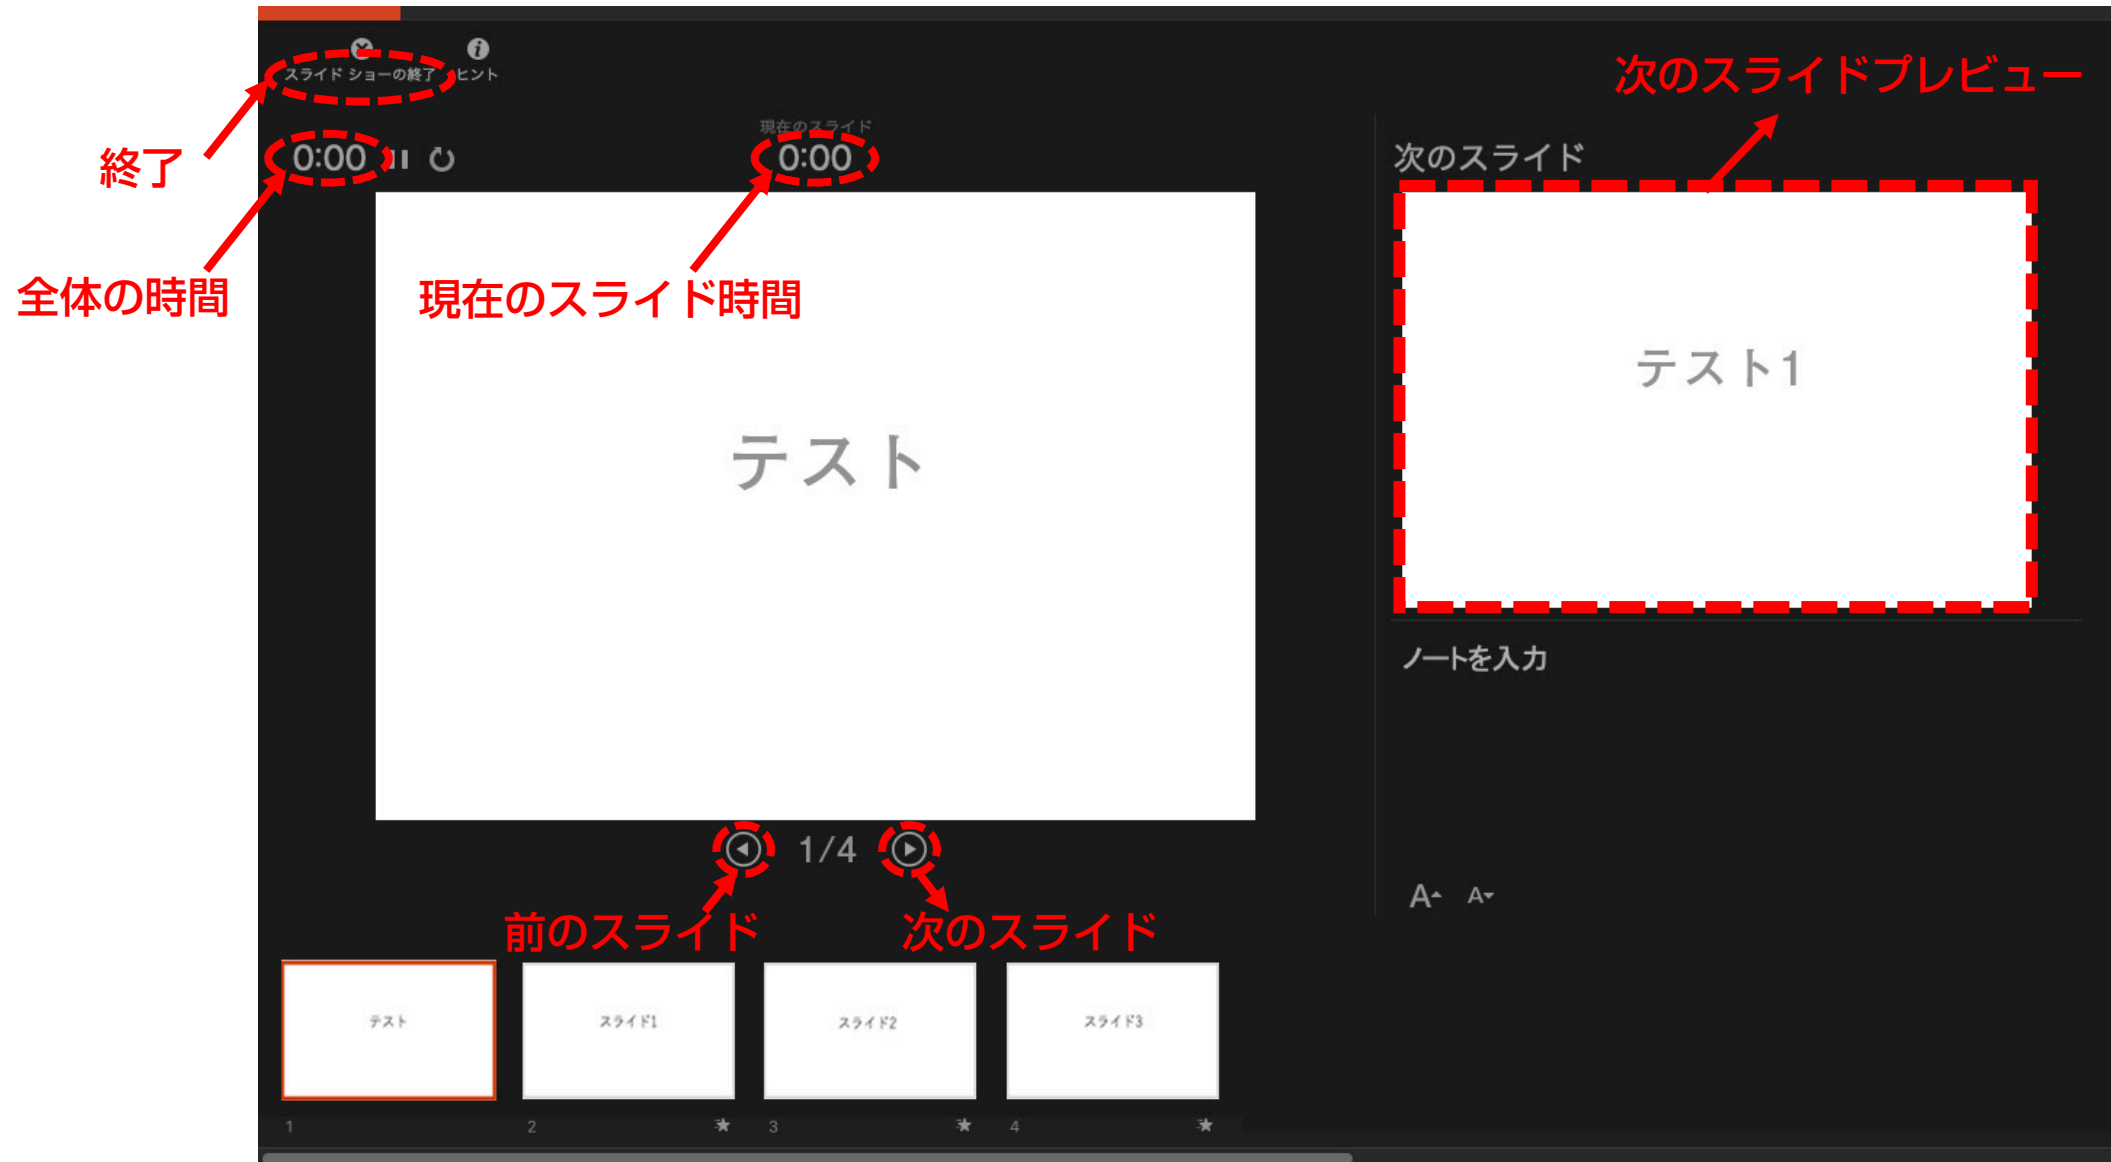 スライド ショーの終了
ヒント
次のスライドプレビュー
現在のスライド
終了
0:00
0:00
次のスライド
全体の時間
現在のスライド時間
テスト1
テスト
ノートを入力
1/4
A
A
前のスライド
次のスライド
テスト
スライド1
スライド2
スライド3
1
2
3
4